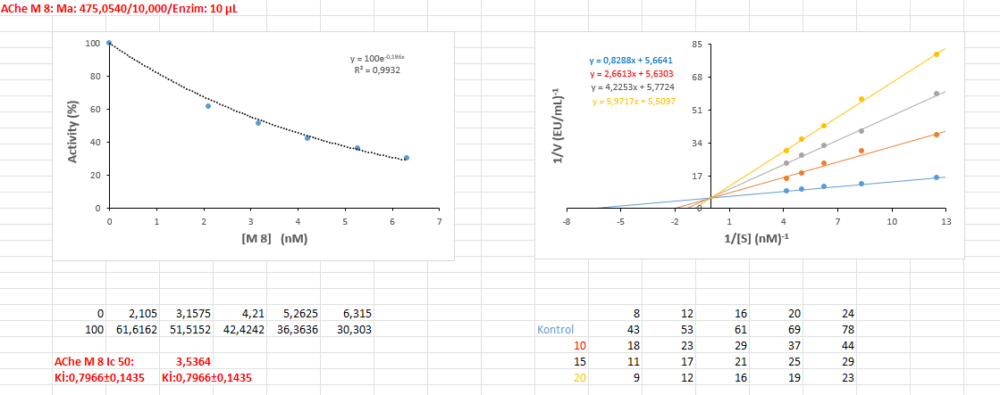 AChe M 8: Ma: 475,0540/10,000/Enzim: 10 µL
100
80
60
40
20
0
0 1 2 3 4 5 6 7
Activity (%)
[M 8] (nM)
y = 100e-0,196x
R² = 0,9932
85
68
51
34
17
0
-8 -5 -2 1 4 7 10 13
1/V (EU/mL)-1
1/[S] (nM)-1
y = 0,8288x + 5,6641
y = 2,6613x + 5,6303
y = 4,2253x + 5,7724
y = 5,9717x + 5,5097
0 2,105 3,1575 4,21 5,2625 6,315
100 61,6162 51,5152 42,4242 36,3636 30,303
AChe M 8 Ic 50: 3,5364
Kİ:0,7966±0,1435 Kİ:0,7966±0,1435
8 12 16 20 24
Kontrol 43 53 61 69 78
10 18 23 29 37 44
15 11 17 21 25 29
20 9 12 16 19 23